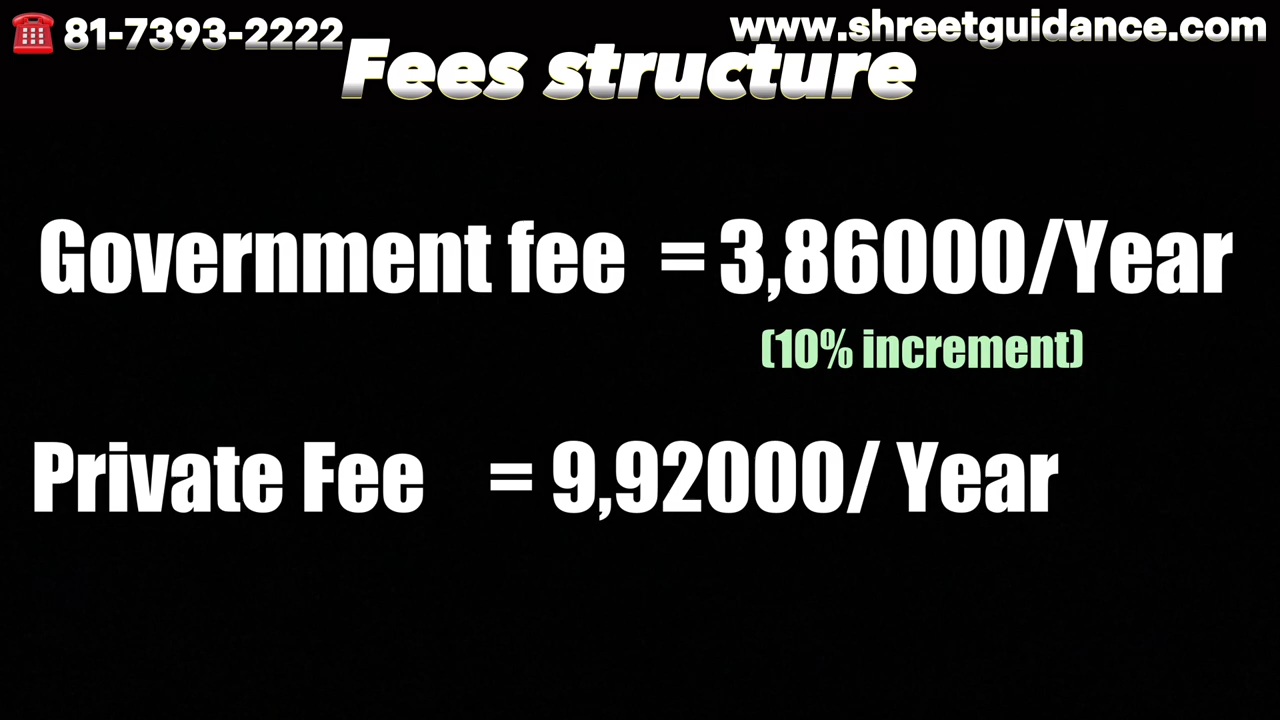 ☎️81-7393-2222
www.shreetguidance.com
Fees structure
Government fee = 3,86000/Year
(10% increment)
Private Fee = 9,92000/ Year